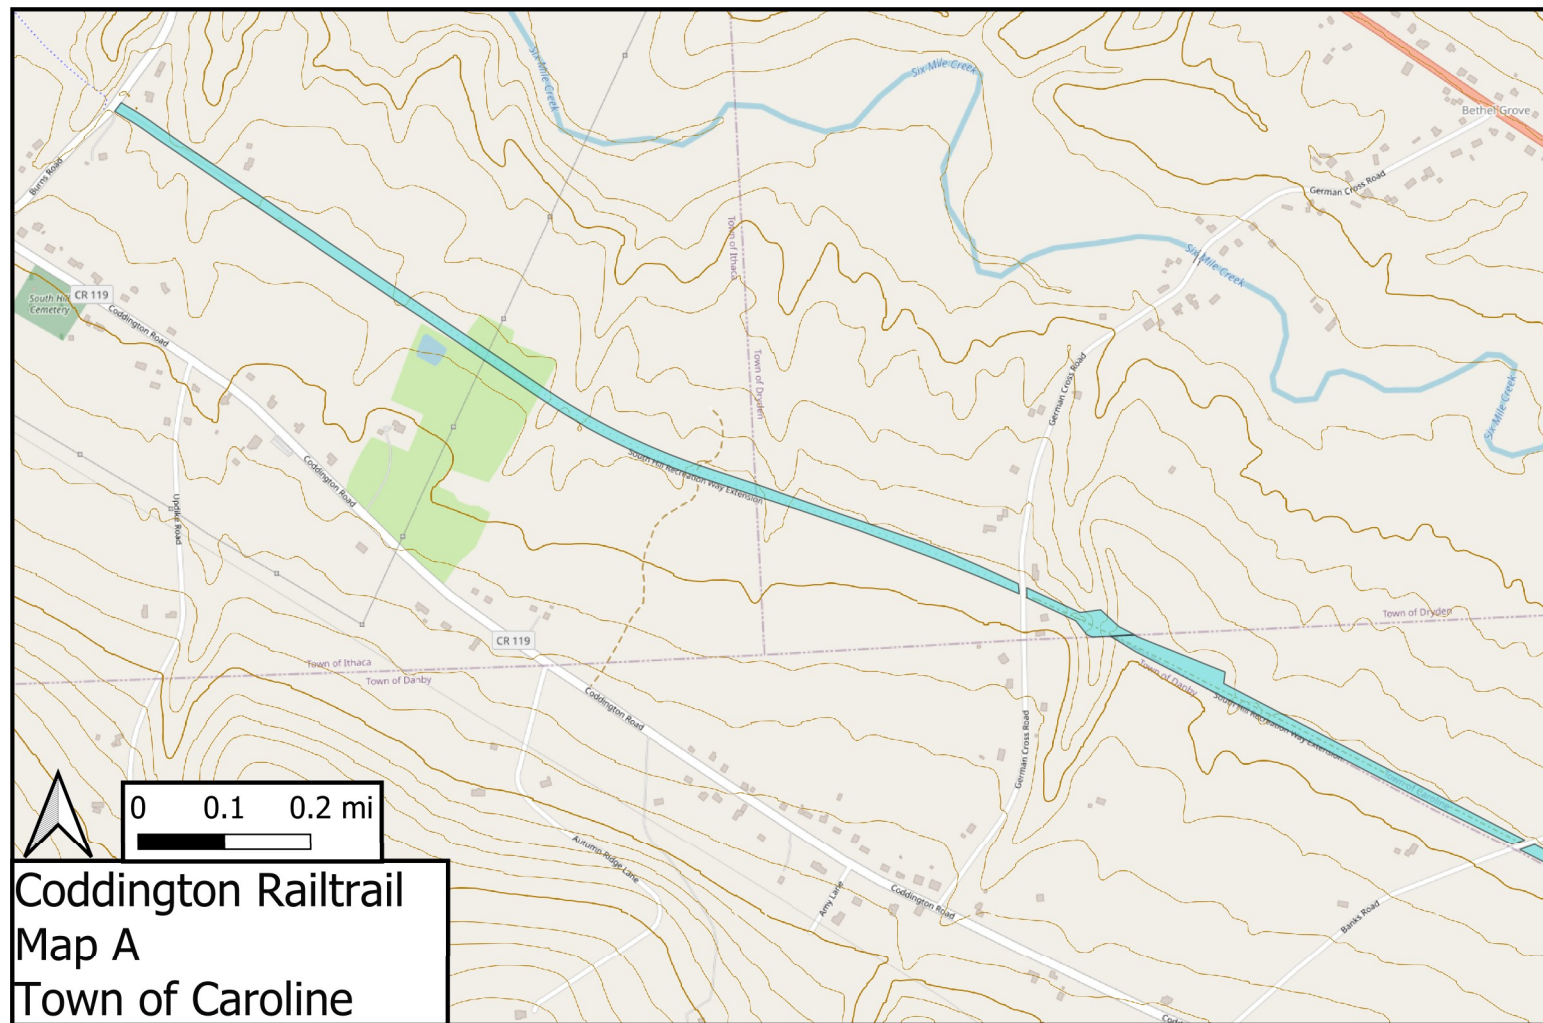 Six Mile Creek
Six Mile Creek
Bethel Grove
Burns Road
German Cross Road
Town of Ithaca
Six Mile Creek
South Hill
Cemetery
CR 119
Coddington Road
German Cross Road
Town of Dryden
Six Mile Creek
South Hill Recreation Way Extension
Coddington Road
Updike Road
Town of Dryden
CR 119
Town of Ithaca
Town of Danby
Town of Danby
South Hill Recreation Way Extension
Coddington Road
German Cross Road
Town of Caroline
0 0.1 0.2 mi
Autumn Ridge Lane
Amy Lane
Coddington Road
Banks Road
Coddington Railtrail
Map A
Town of Caroline